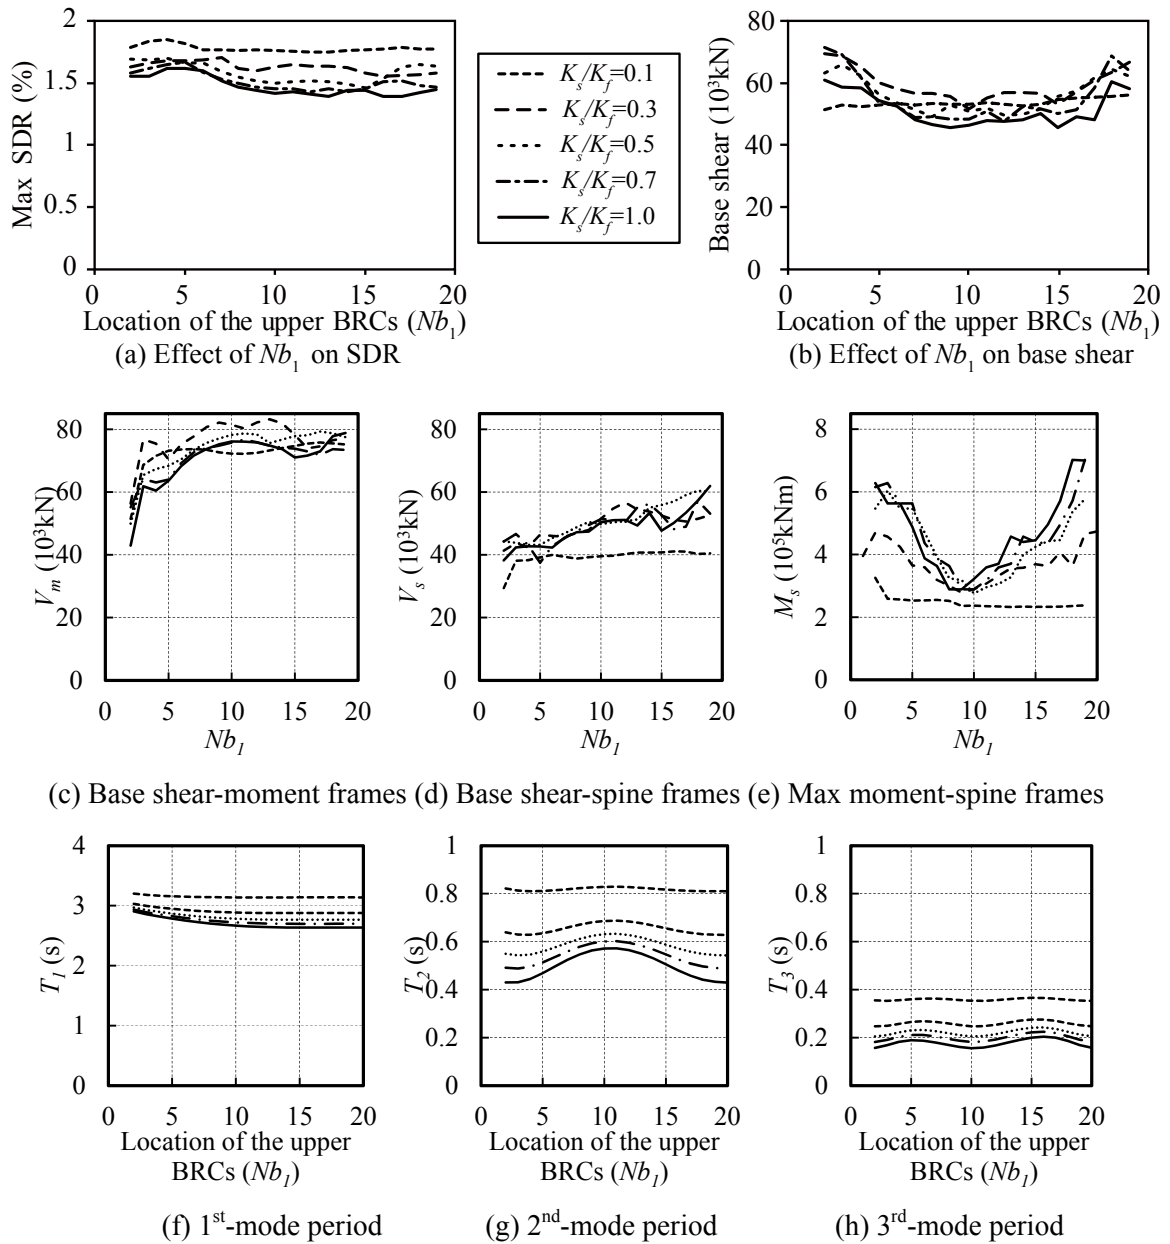 2
1.5
1
0.5
0
Max SDR (%)
0 5 10 15 20
Location of the upper BRCs (Nb₁)
(a) Effect of Nb₁ on SDR
Kₛ/K_f=0.1
Kₛ/K_f=0.3
Kₛ/K_f=0.5
Kₛ/K_f=0.7
Kₛ/K_f=1.0
80
60
40
20
0
Base shear (10³kN)
0 5 10 15 20
Location of the upper BRCs (Nb₁)
(b) Effect of Nb₁ on base shear
80
60
40
20
0
Vₘ (10³kN)
0 5 10 15 20
Nb₁
80
60
40
20
0
Vₛ (10³kN)
0 5 10 15 20
Nb₁
8
6
4
2
0
Mₛ (10⁵kNm)
0 5 10 15 20
Nb₁
(c) Base shear-moment frames (d) Base shear-spine frames (e) Max moment-spine frames
4
3
2
1
0
T₁ (s)
0 5 10 15 20
Location of the upper
BRCs (Nb₁)
(f) 1ˢᵗ-mode period
1
0.8
0.6
0.4
0.2
0
T₂ (s)
0 5 10 15 20
Location of the upper
BRCs (Nb₁)
(g) 2ⁿᵈ-mode period
1
0.8
0.6
0.4
0.2
0
T₃ (s)
0 5 10 15 20
Location of the upper
BRCs (Nb₁)
(h) 3ʳᵈ-mode period